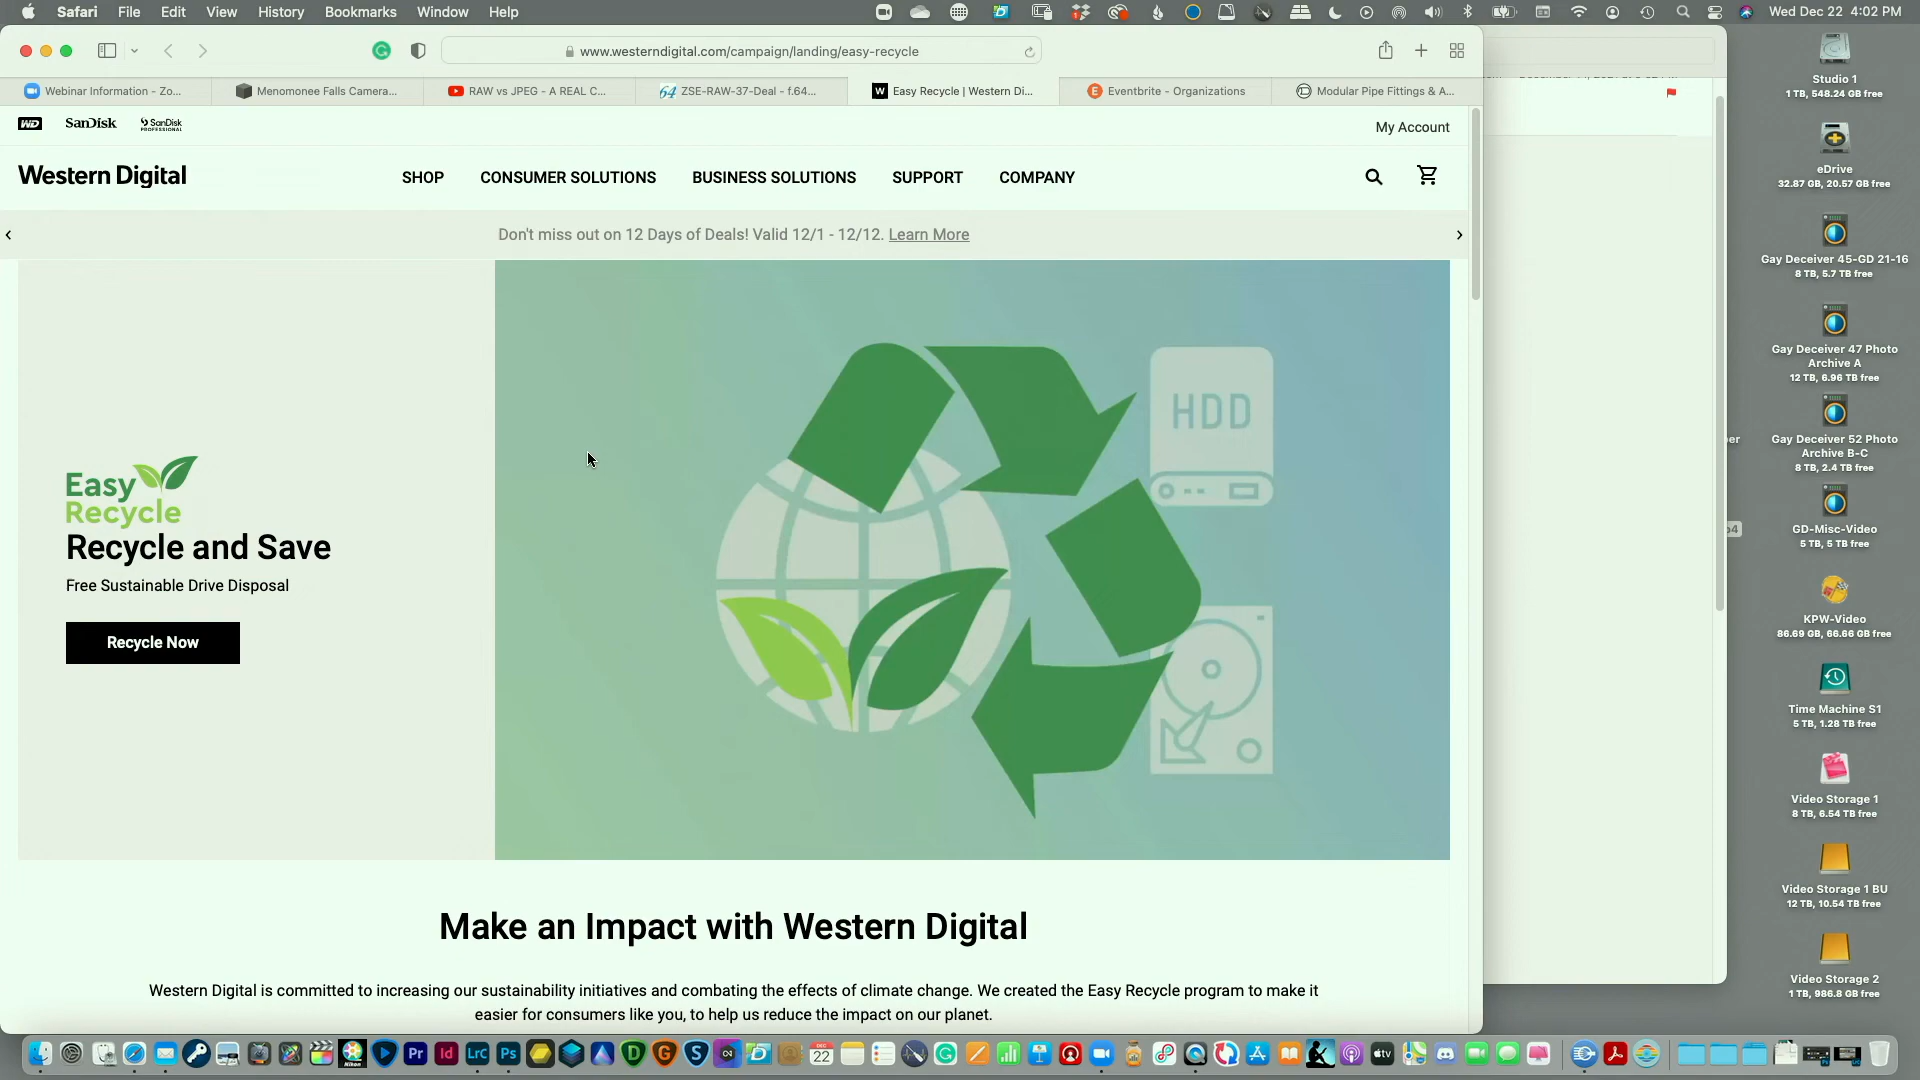 Safari File Edit View History Bookmarks Window Help
Wed Dec 22 4:02 PM
www.westerndigital.com/campaign/landing/easy-recycle
Webinar Information - Zo...
Menomonee Falls Camera...
RAW vs JPEG - A REAL C...
64 ZSE-RAW-37-Deal - f.64...
Easy Recycle | Western Di...
Eventbrite - Organizations
Modular Pipe Fittings & A...
WD SanDisk SanDisk PROFESSIONAL
My Account
Western Digital
SHOP CONSUMER SOLUTIONS BUSINESS SOLUTIONS SUPPORT COMPANY
Don't miss out on 12 Days of Deals! Valid 12/1 - 12/12. Learn More
HDD
Easy
Recycle
Recycle and Save
Free Sustainable Drive Disposal
Recycle Now
Make an Impact with Western Digital
Western Digital is committed to increasing our sustainability initiatives and combating the effects of climate change. We created the Easy Recycle program to make it
easier for consumers like you, to help us reduce the impact on our planet.
Studio 1
1 TB, 548.24 GB free
eDrive
32.87 GB, 20.57 GB free
Gay Deceiver 45-GD 21-16
8 TB, 5.7 TB free
Gay Deceiver 47 Photo
Archive A
12 TB, 6.96 TB free
Gay Deceiver 52 Photo
Archive B-C
8 TB, 2.4 TB free
GD-Misc-Video
5 TB, 5 TB free
KPW-Video
86.69 GB, 66.66 GB free
Time Machine S1
5 TB, 1.28 TB free
Video Storage 1
8 TB, 6.54 TB free
Video Storage 1 BU
12 TB, 10.54 TB free
Video Storage 2
1 TB, 986.8 GB free
Nikon Pr Id Lrc Ps D G S ON DEC 22 tv